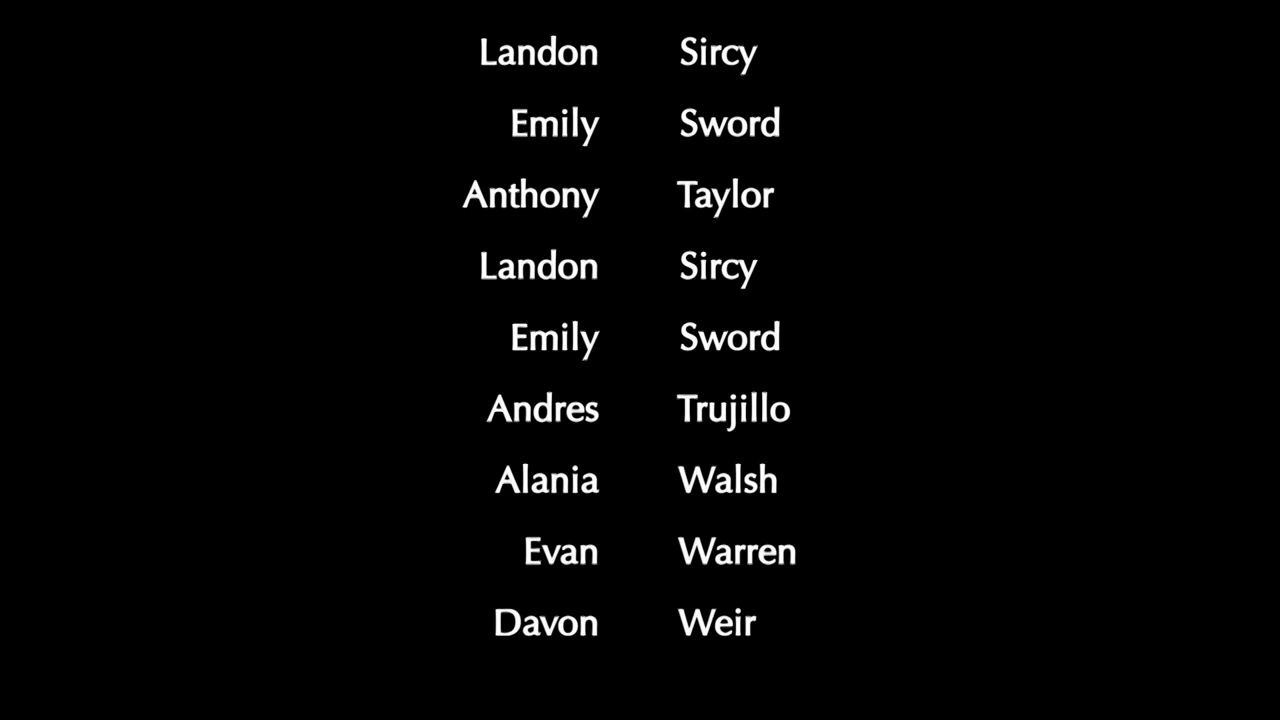 Landon Sircy
Emily Sword
Anthony Taylor
Landon Sircy
Emily Sword
Andres Trujillo
Alania Walsh
Evan Warren
Davon Weir